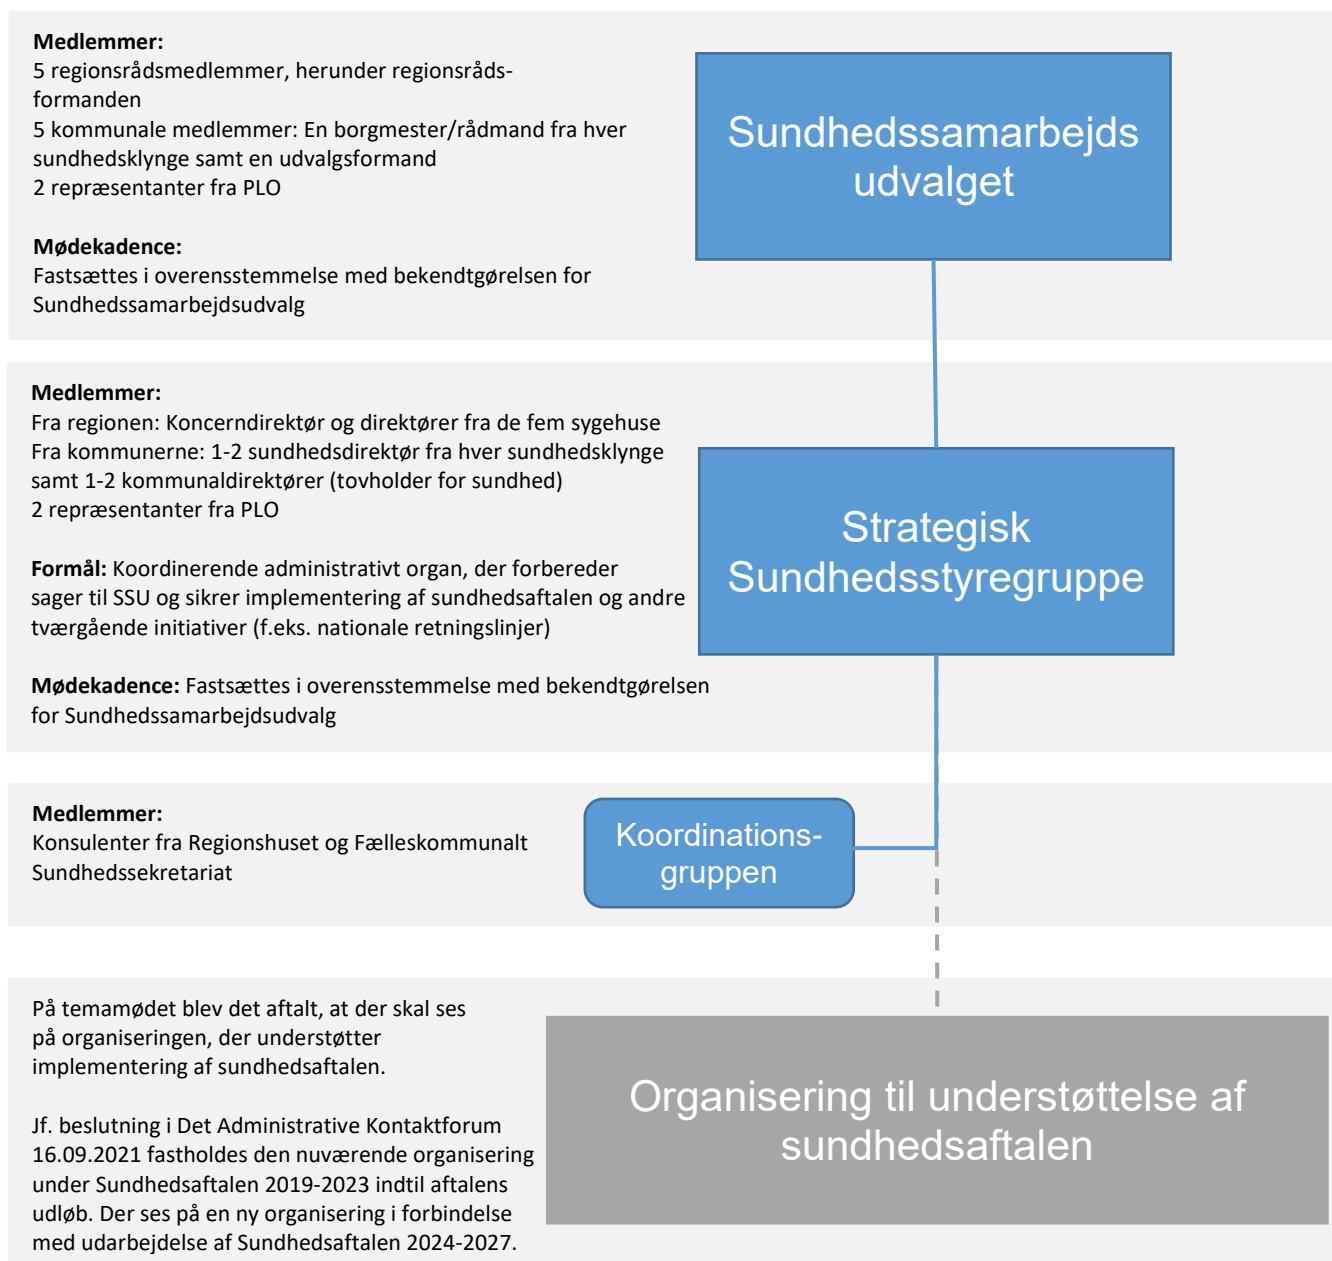 Medlemmer:
5 regionsrådsmedlemmer, herunder regionsråds-
formanden
5 kommunale medlemmer: En borgmester/rådmand fra hver
sundhedsklynge samt en udvalgsformand
2 repræsentanter fra PLO
Mødekadence:
Fastsættes i overensstemmelse med bekendtgørelsen for
Sundhedssamarbejdsudvalg
Sundhedssamarbejds
udvalget
Medlemmer:
Fra regionen: Koncerndirektør og direktører fra de fem sygehuse
Fra kommunerne: 1-2 sundhedsdirektør fra hver sundhedsklynge
samt 1-2 kommunaldirektører (tovholder for sundhed)
2 repræsentanter fra PLO
Formål: Koordinerende administrativt organ, der forbereder
sager til SSU og sikrer implementering af sundhedsaftalen og andre
tværgående initiativer (f.eks. nationale retningslinjer)
Mødekadence: Fastsættes i overensstemmelse med bekendtgørelsen
for Sundhedssamarbejdsudvalg
Strategisk
Sundhedsstyregruppe
Medlemmer:
Konsulenter fra Regionshuset og Fælleskommunalt
Sundhedssekretariat
Koordinations-
gruppen
På temamødet blev det aftalt, at der skal ses
på organiseringen, der understøtter
implementering af sundhedsaftalen.
Jf. beslutning i Det Administrative Kontaktforum
16.09.2021 fastholdes den nuværende organisering
under Sundhedsaftalen 2019-2023 indtil aftalens
udløb. Der ses på en ny organisering i forbindelse
med udarbejdelse af Sundhedsaftalen 2024-2027.
Organisering til understøttelse af
sundhedsaftalen